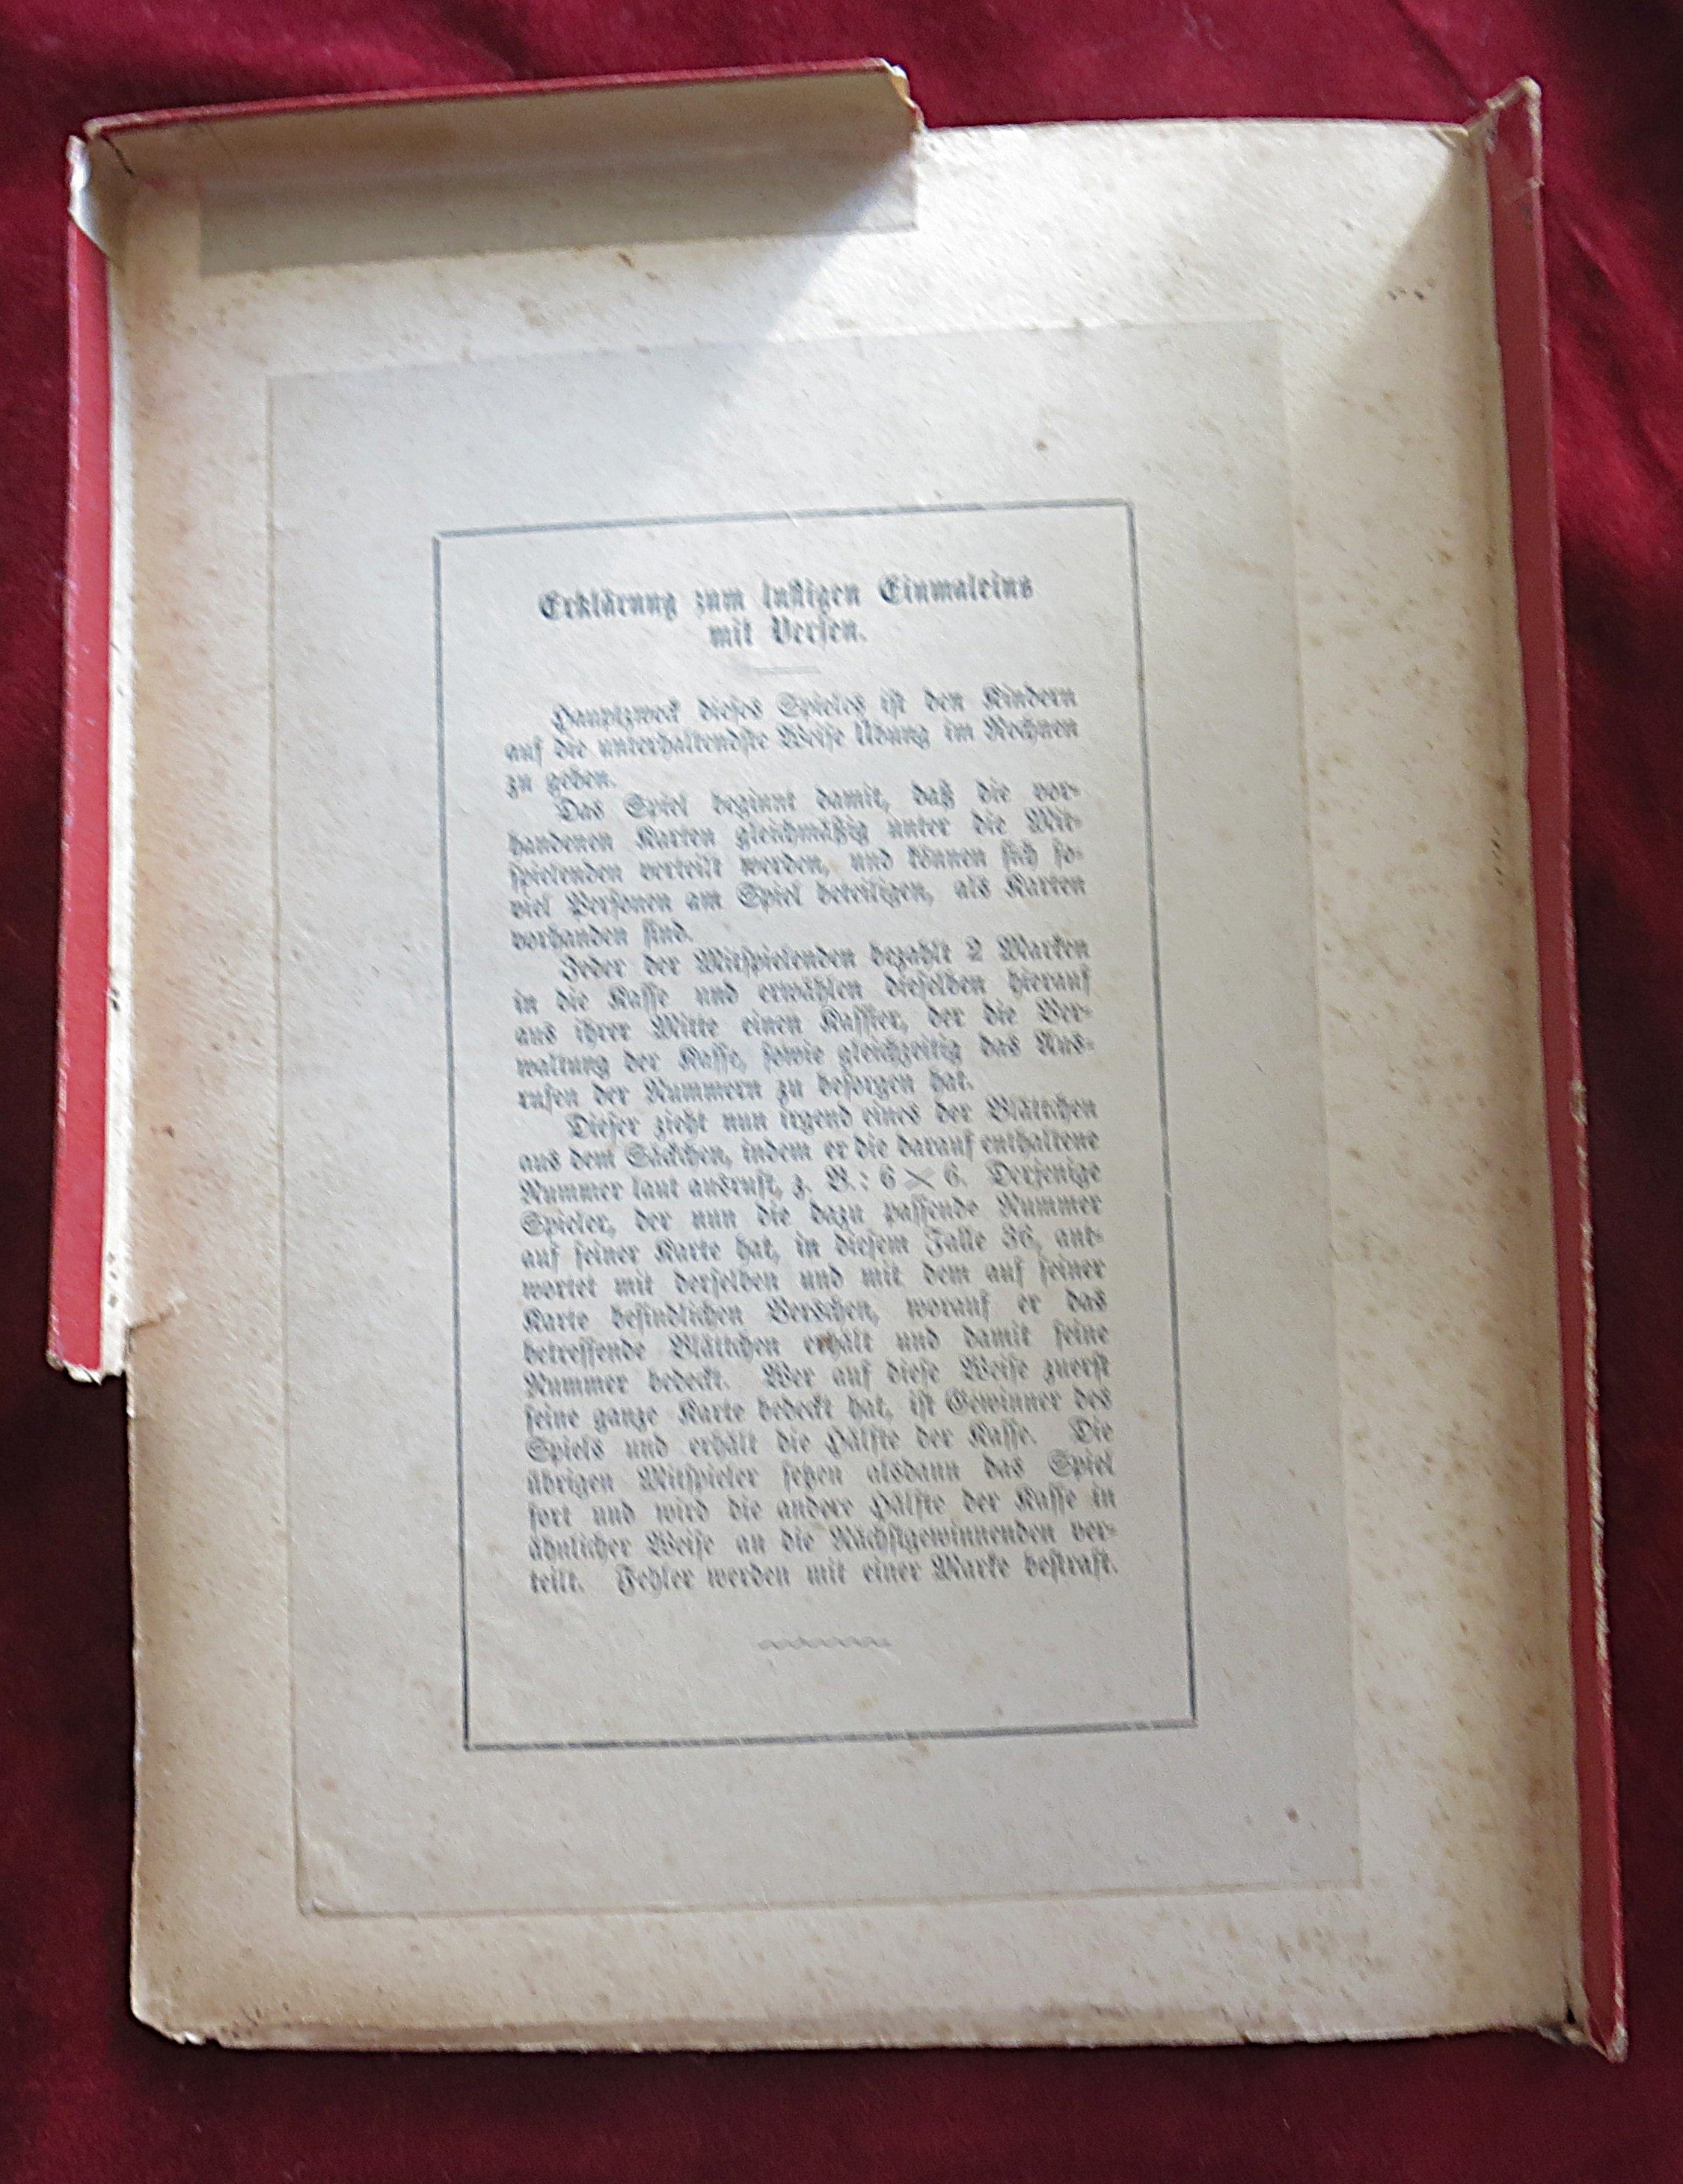 Erklärung zum lustigen Einmaleins
mit Versen.
Hauptzweck dieses Spieles ist den Kindern
auf die unterhaltendste Weise Übung im Rechnen
zu geben.
Das Spiel beginnt damit, daß die vor-
handenen Karten gleichmäßig unter die Mit-
spielenden verteilt werden, und können sich so-
viel Personen am Spiel beteiligen, als Karten
vorhanden sind.
Jeder der Mitspielenden bezahlt 2 Marken
in die Kasse und erwählen dieselben hierauf
aus ihrer Mitte einen Kassier, der die Ver-
waltung der Kasse, sowie gleichzeitig das Aus-
rufen der Nummern zu besorgen hat.
Dieser zieht nun irgend eines der Blättchen
aus dem Säckchen, indem er die darauf enthaltene
Nummer laut ausruft, z. B.: 6 × 6. Derjenige
Spieler, der nun die dazu passende Nummer
auf seiner Karte hat, in diesem Falle 36, ant-
wortet mit derselben und mit dem auf seiner
Karte befindlichen Verschen, worauf er das
betreffende Blättchen erhält und damit seine
Nummer bedeckt. Wer auf diese Weise zuerst
seine ganze Karte bedeckt hat, ist Gewinner des
Spiels und erhält die Hälfte der Kasse. Die
übrigen Mitspieler setzen alsdann das Spiel
fort und wird die andere Hälfte der Kasse in
ähnlicher Weise an die Nächstgewinnenden ver-
teilt. Fehler werden mit einer Marke bestraft.